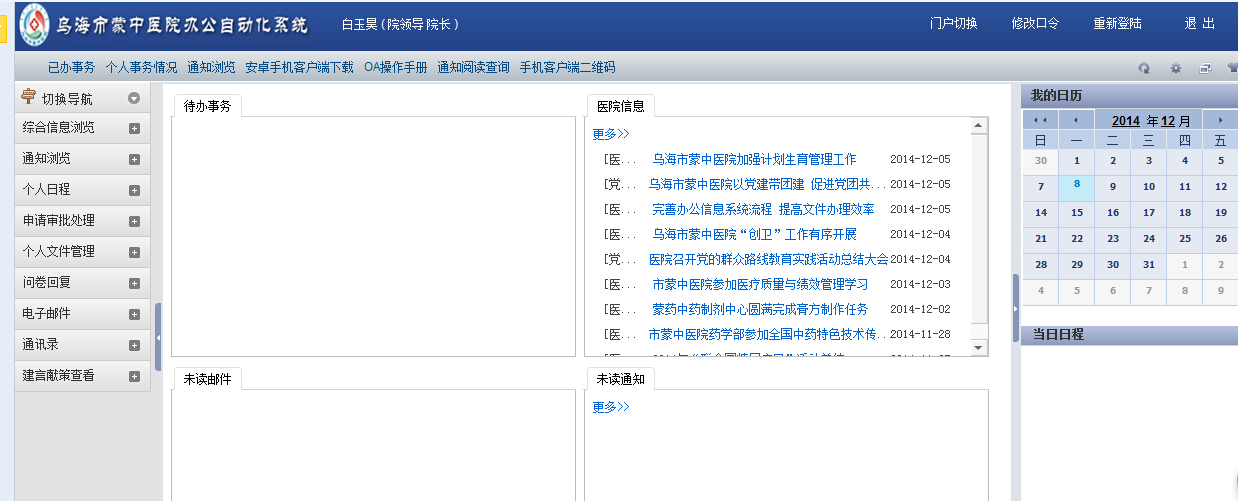 乌海市蒙中医院办公自动化系统 白玉昊 ( 院领导 院长 ) 门户切换 修改口令 重新登陆 退 出
已办事务 个人事务情况 通知浏览 安卓手机客户端下载 OA操作手册 通知阅读查询 手机客户端二维码
切换导航
综合信息浏览
通知浏览
个人日程
申请审批处理
个人文件管理
问卷回复
电子邮件
通讯录
建言献策查看
待办事务
医院信息
更多>>
[医... 乌海市蒙中医院加强计划生育管理工作 2014-12-05
[党... 乌海市蒙中医院以党建带团建 促进党团共... 2014-12-05
[医... 完善办公信息系统流程 提高文件办理效率 2014-12-05
[医... 乌海市蒙中医院“创卫”工作有序开展 2014-12-04
[党... 医院召开党的群众路线教育实践活动总结大会 2014-12-04
[医... 市蒙中医院参加医疗质量与绩效管理学习 2014-12-03
[医... 蒙药中药制剂中心圆满完成膏方制作任务 2014-12-02
[医... 市蒙中医院药学部参加全国中药特色技术传... 2014-11-28
未读邮件
未读通知
更多>>
我的日历
2014 年 12 月
日 一 二 三 四 五
30 1 2 3 4 5
7 8 9 10 11 12
14 15 16 17 18 19
21 22 23 24 25 26
28 29 30 31 1 2
4 5 6 7 8 9
当日日程